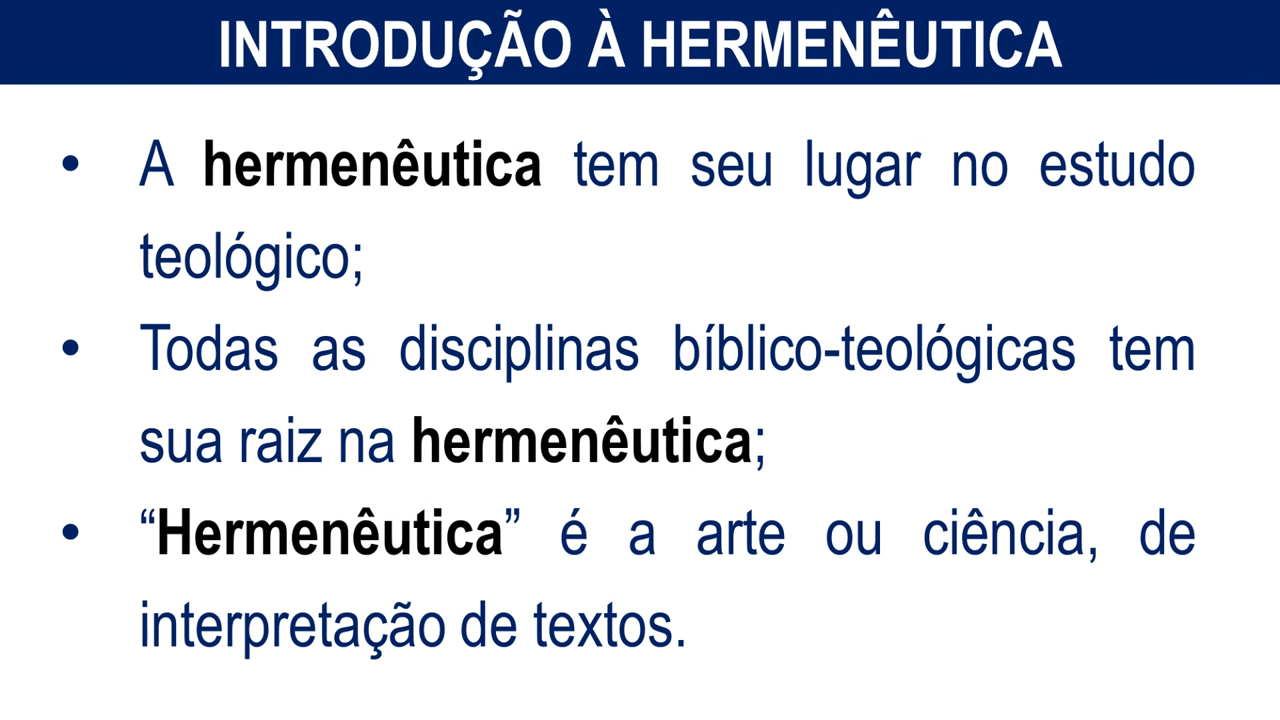 INTRODUÇÃO À HERMENÊUTICA
• A hermenêutica tem seu lugar no estudo
teológico;
• Todas as disciplinas bíblico-teológicas tem
sua raiz na hermenêutica;
• “Hermenêutica” é a arte ou ciência, de
interpretação de textos.